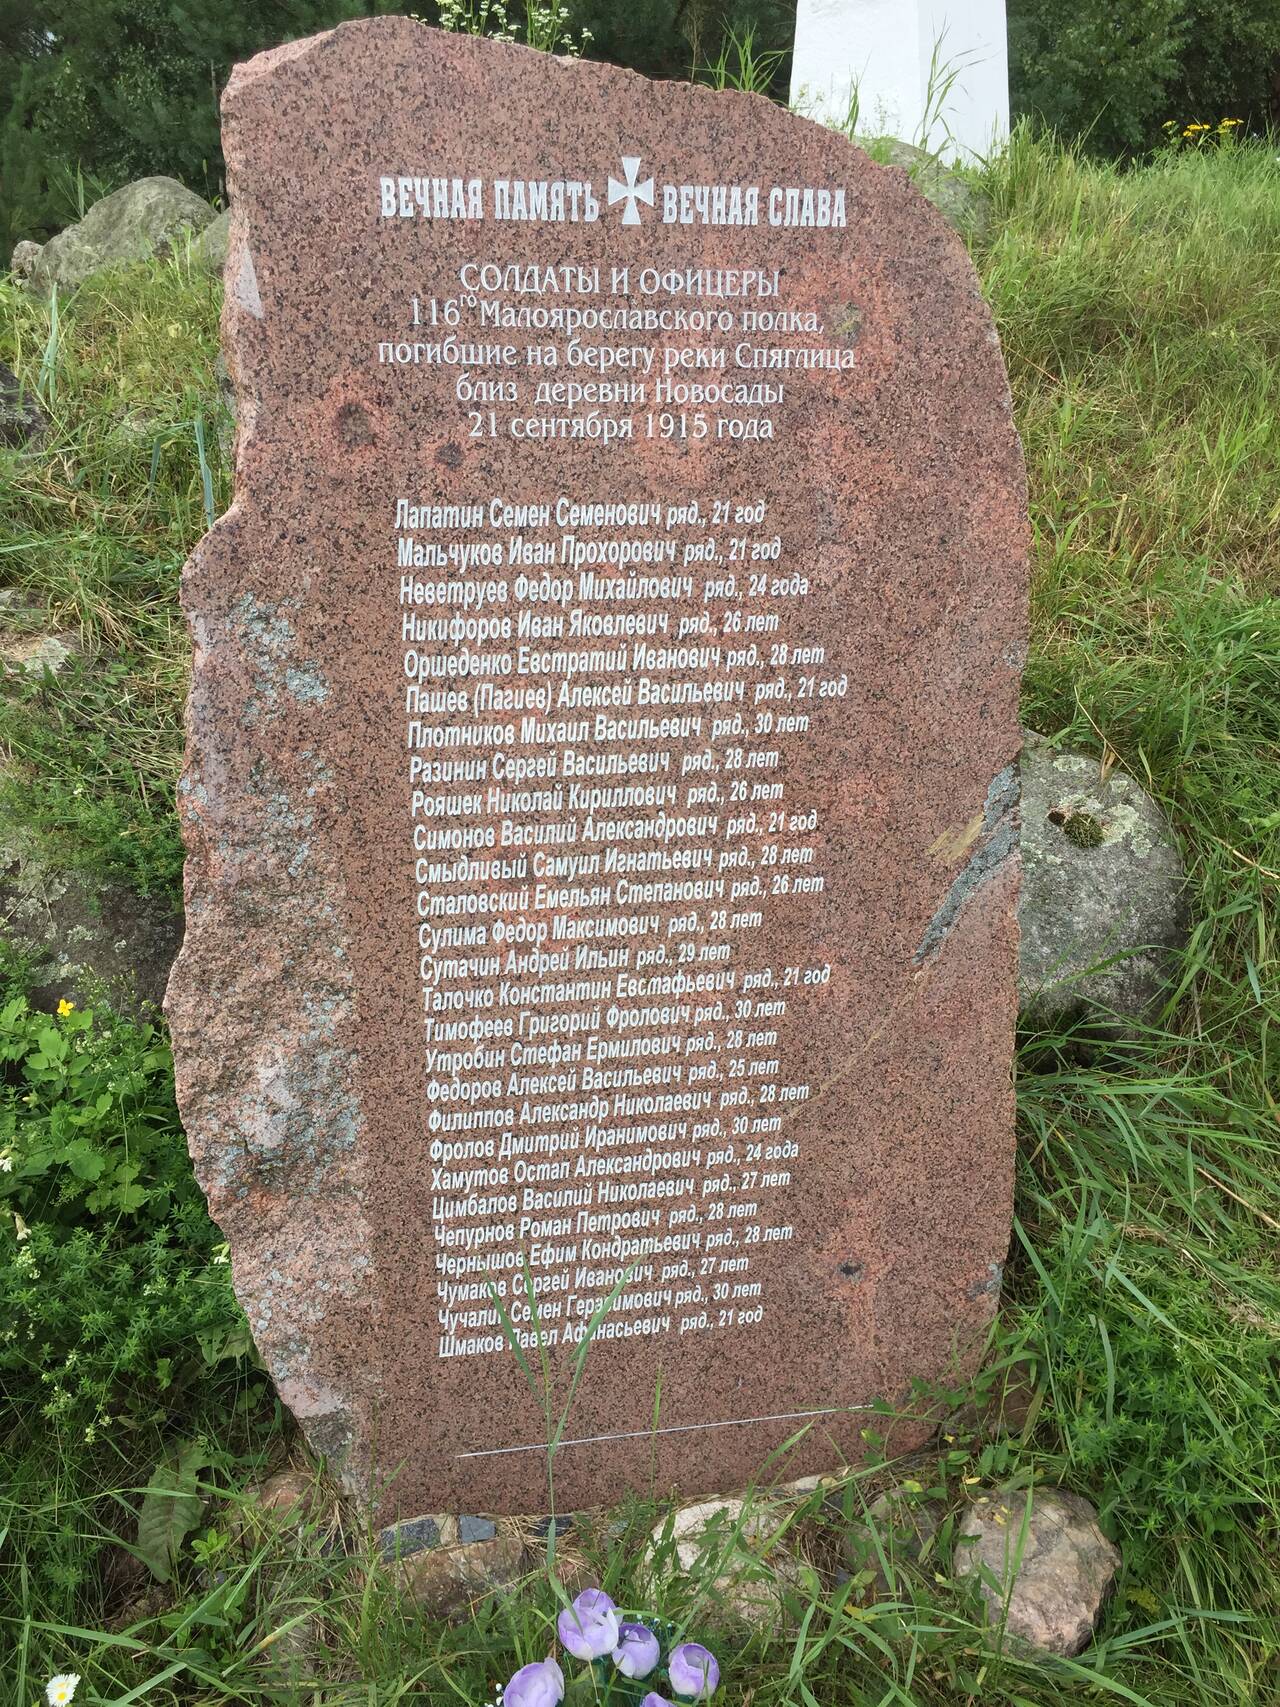 ВЕЧНАЯ ПАМЯТЬ ВЕЧНАЯ СЛАВА
СОЛДАТЫ И ОФИЦЕРЫ
116го Малоярославского полка,
погибшие на берегу реки Спяглица
близ деревни Новосады
21 сентября 1915 года
Лапатин Семен Семенович ряд., 21 год
Мальчуков Иван Прохорович ряд., 21 год
Неветруев Федор Михайлович ряд., 24 года
Никифоров Иван Яковлевич ряд., 26 лет
Оршеденко Евстратий Иванович ряд., 28 лет
Пашев (Пагиев) Алексей Васильевич ряд., 21 год
Плотников Михаил Васильевич ряд., 30 лет
Разинин Сергей Васильевич ряд., 28 лет
Рояшек Николай Кириллович ряд., 26 лет
Симонов Василий Александрович ряд., 21 год
Смыдливый Самуил Игнатьевич ряд., 28 лет
Сталовский Емельян Степанович ряд., 26 лет
Сулима Федор Максимович ряд., 28 лет
Сутачин Андрей Ильин ряд., 29 лет
Талочко Константин Евстафьевич ряд., 21 год
Тимофеев Григорий Фролович ряд., 30 лет
Утробин Стефан Ермилович ряд., 28 лет
Федоров Алексей Васильевич ряд., 25 лет
Филиппов Александр Николаевич ряд., 28 лет
Фролов Дмитрий Иранимович ряд., 30 лет
Хамутов Остап Александрович ряд., 24 года
Цимбалов Василий Николаевич ряд., 27 лет
Чепурнов Роман Петрович ряд., 28 лет
Чернышов Ефим Кондратьевич ряд., 28 лет
Чумаков Сергей Иванович ряд., 27 лет
Чучалин Семен Герасимович ряд., 30 лет
Шмаков Павел Афанасьевич ряд., 21 год